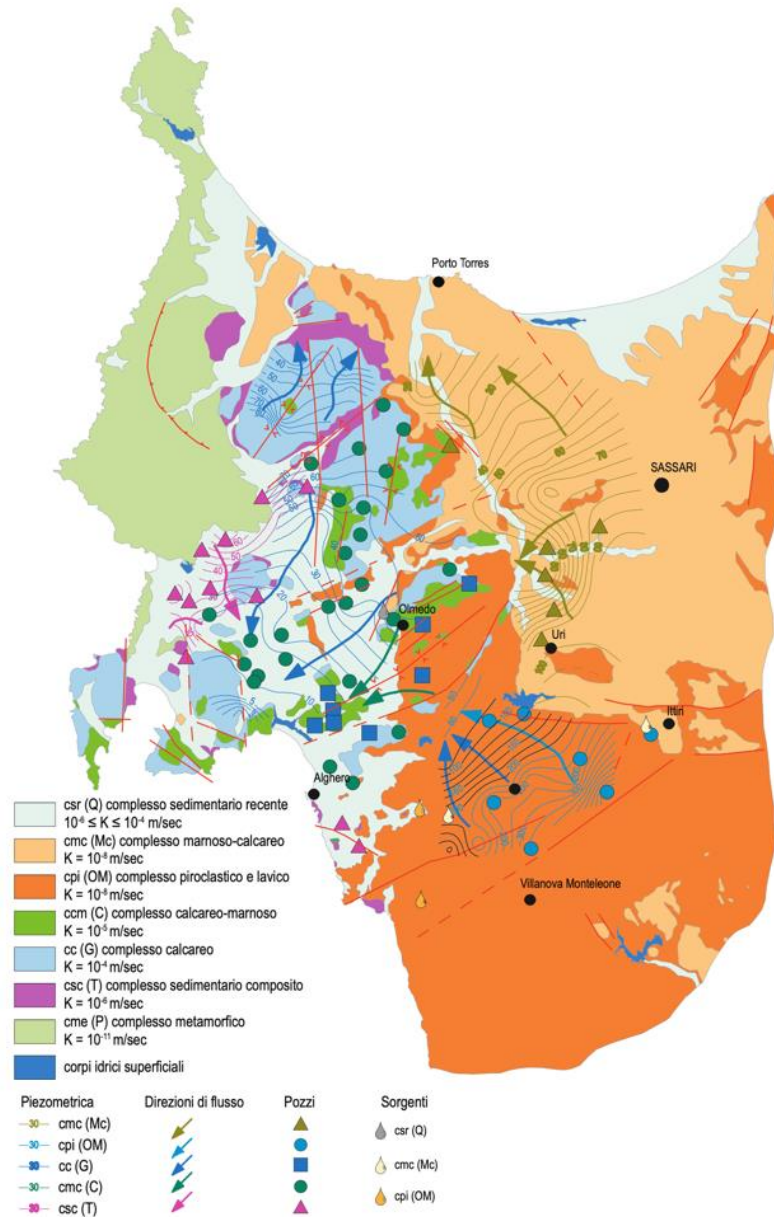 Porto Torres
SASSARI
Olmedo
Uri
Ittiri
Alghero
Villanova Monteleone
csr (Q) complesso sedimentario recente
10⁻⁶ ≤ K ≤ 10⁻⁴ m/sec
cmc (Mc) complesso marnoso-calcareo
K = 10⁻⁸ m/sec
cpi (OM) complesso piroclastico e lavico
K = 10⁻⁸ m/sec
ccm (C) complesso calcareo-marnoso
K = 10⁻⁵ m/sec
cc (G) complesso calcareo
K = 10⁻⁴ m/sec
csc (T) complesso sedimentario composito
K = 10⁻⁶ m/sec
cme (P) complesso metamorfico
K = 10⁻¹¹ m/sec
corpi idrici superficiali
Piezometrica Direzioni di flusso Pozzi Sorgenti
30 cmc (Mc) csr (Q)
30 cpi (OM)
30 cc (G) cmc (Mc)
30 cmc (C)
30 csc (T) cpi (OM)